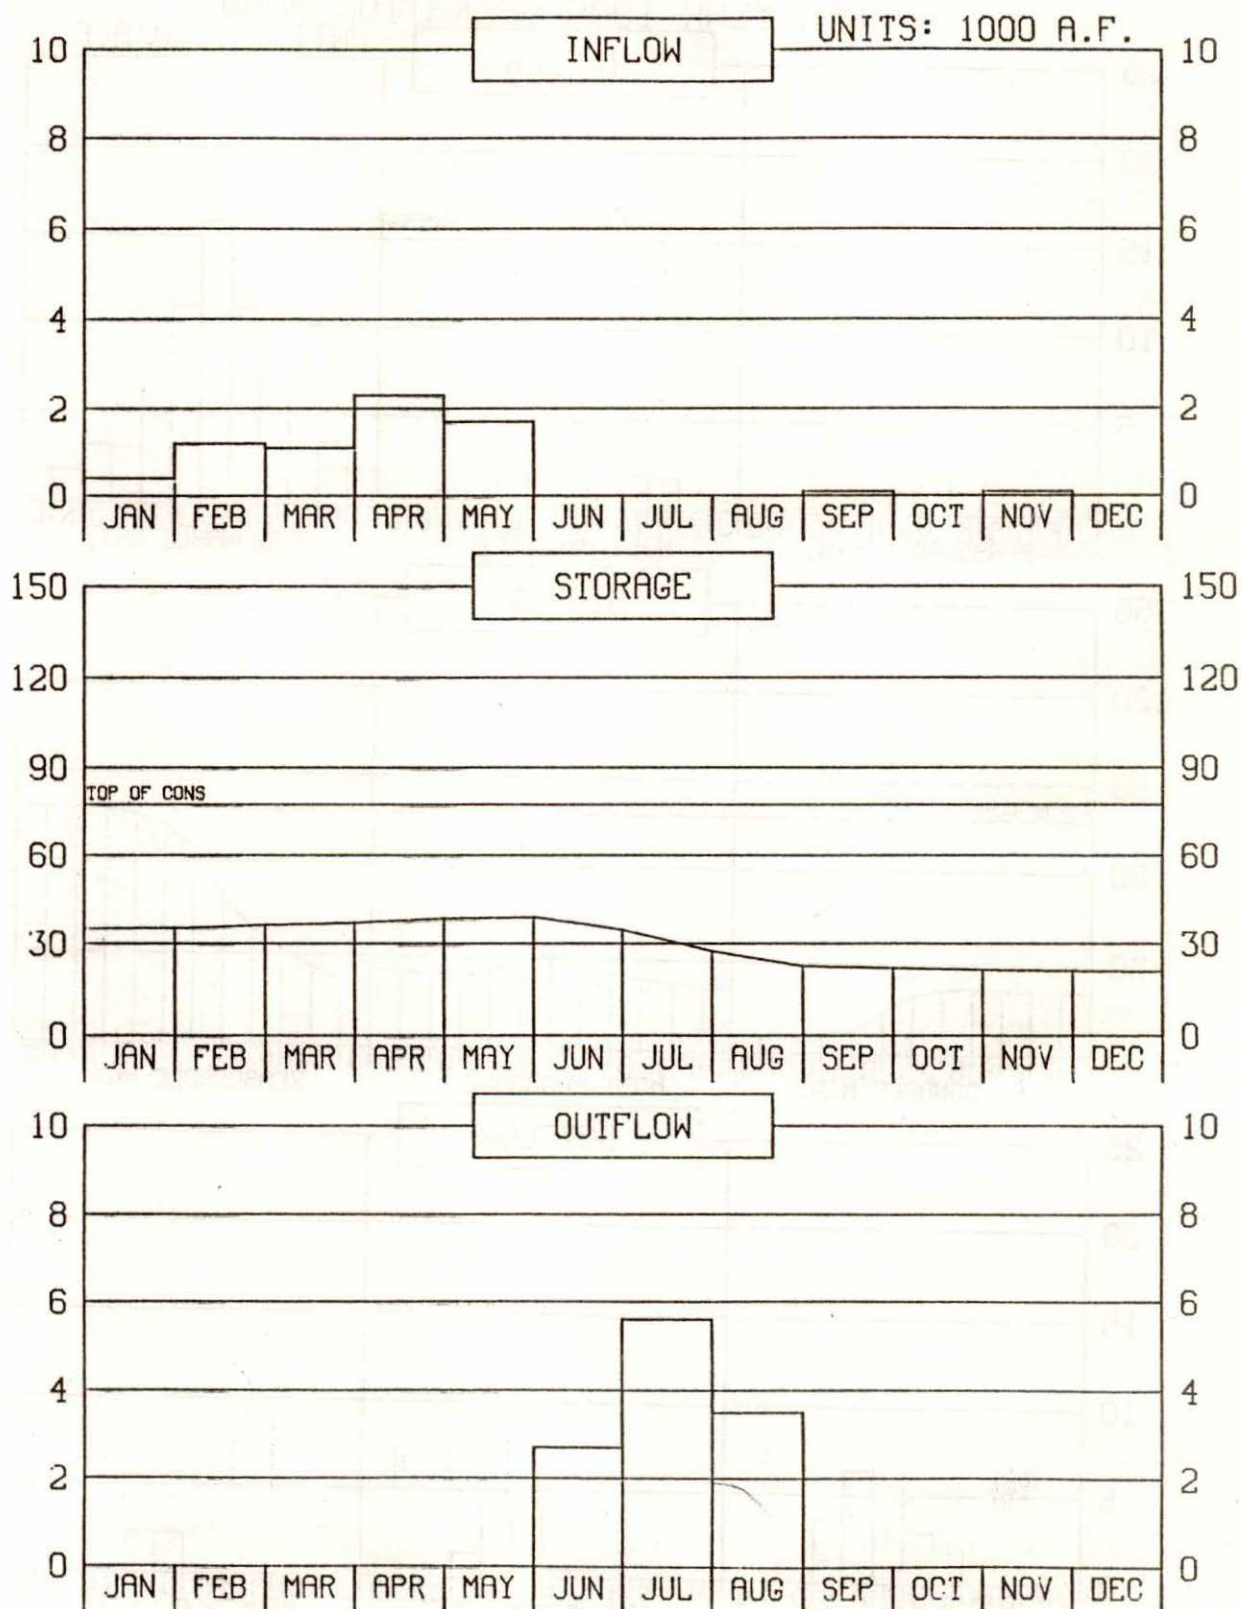 UNITS: 1000 A.F.
INFLOW
10 10
8 8
6 6
4 4
2 2
0 0
JAN FEB MAR APR MAY JUN JUL AUG SEP OCT NOV DEC
STORAGE
150 150
120 120
90 90
TOP OF CONS
60 60
30 30
0 0
JAN FEB MAR APR MAY JUN JUL AUG SEP OCT NOV DEC
OUTFLOW
10 10
8 8
6 6
4 4
2 2
0 0
JAN FEB MAR APR MAY JUN JUL AUG SEP OCT NOV DEC